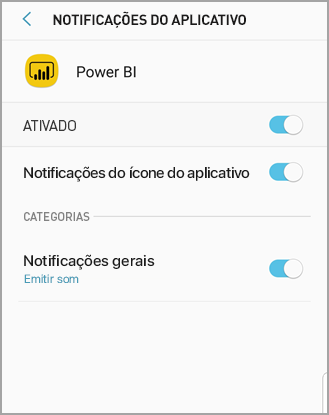 NOTIFICAÇÕES DO APLICATIVO
Power BI
ATIVADO
Notificações do ícone do aplicativo
CATEGORIAS
Notificações gerais
Emitir som